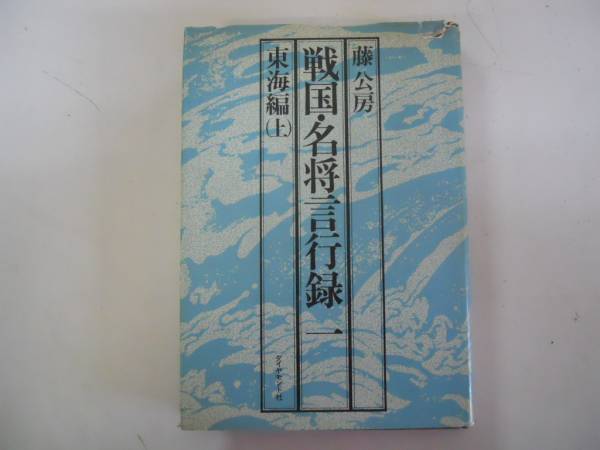 藤公房
戦国・名将言行録 一
東海編(上)
ダイヤモンド社